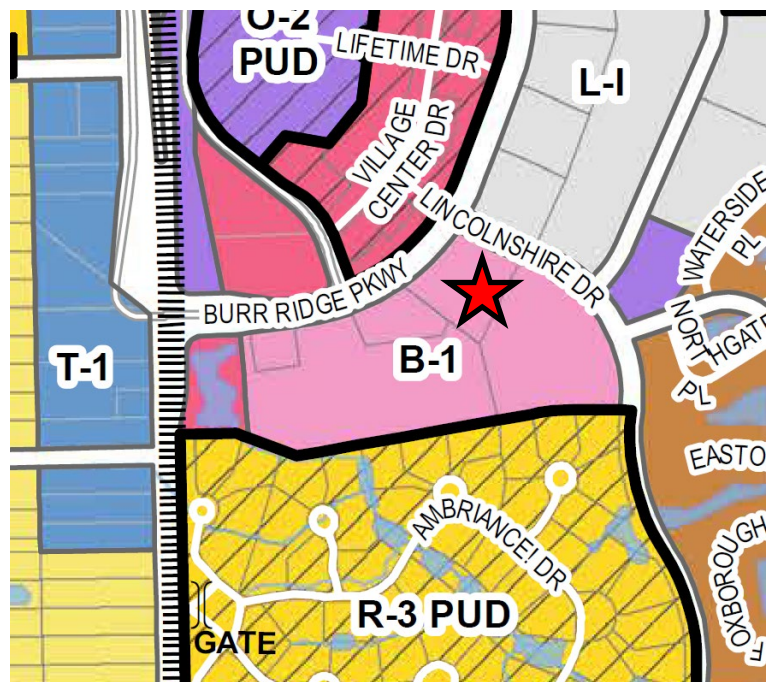 O-2
PUD
LIFETIME DR
L-I
VILLAGE
CENTER DR
LINCOLNSHIRE DR
WATERSIDE
PL
BURR RIDGE PKWY
NORT
HGATE
PL
T-1
B-1
EASTO
AMBRIANCE! DR
OXBOROUGH
F
R-3 PUD
GATE